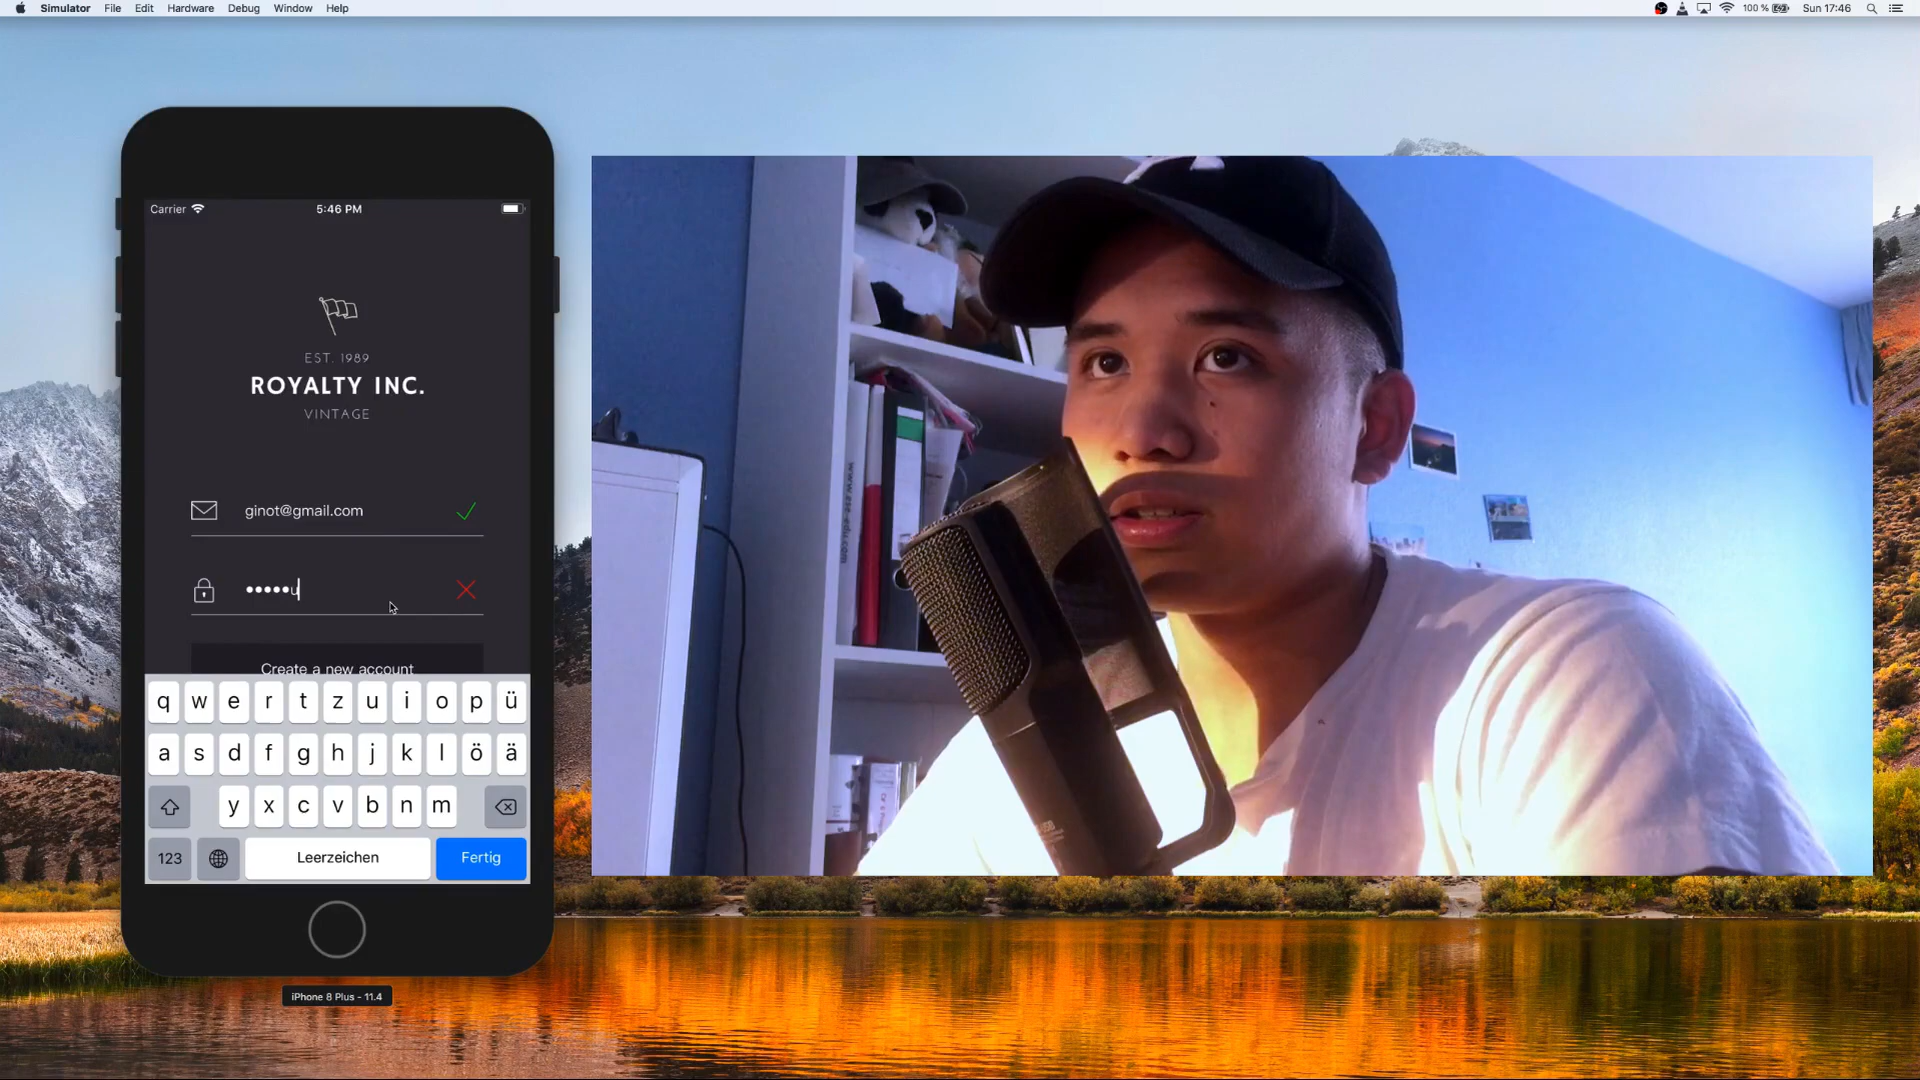 Simulator File Edit Hardware Debug Window Help 100 % Sun 17:46
Carrier 5:46 PM
EST. 1989
ROYALTY INC.
VINTAGE
ginot@gmail.com
•••••u
Create a new account
q w e r t z u i o p ü
a s d f g h j k l ö ä
y x c v b n m
123 Leerzeichen Fertig
iPhone 8 Plus - 11.4